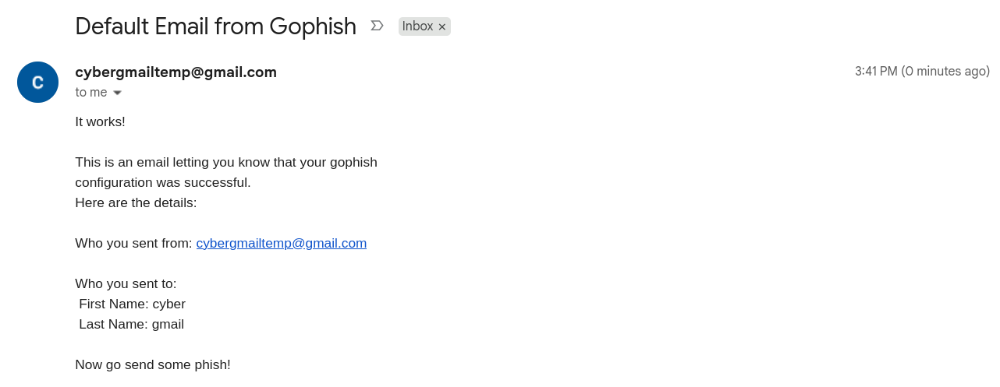 Default Email from Gophish
Inbox ×
C
cybergmailtemp@gmail.com
3:41 PM (0 minutes ago)
to me
It works!
This is an email letting you know that your gophish
configuration was successful.
Here are the details:
Who you sent from: cybergmailtemp@gmail.com
Who you sent to:
First Name: cyber
Last Name: gmail
Now go send some phish!